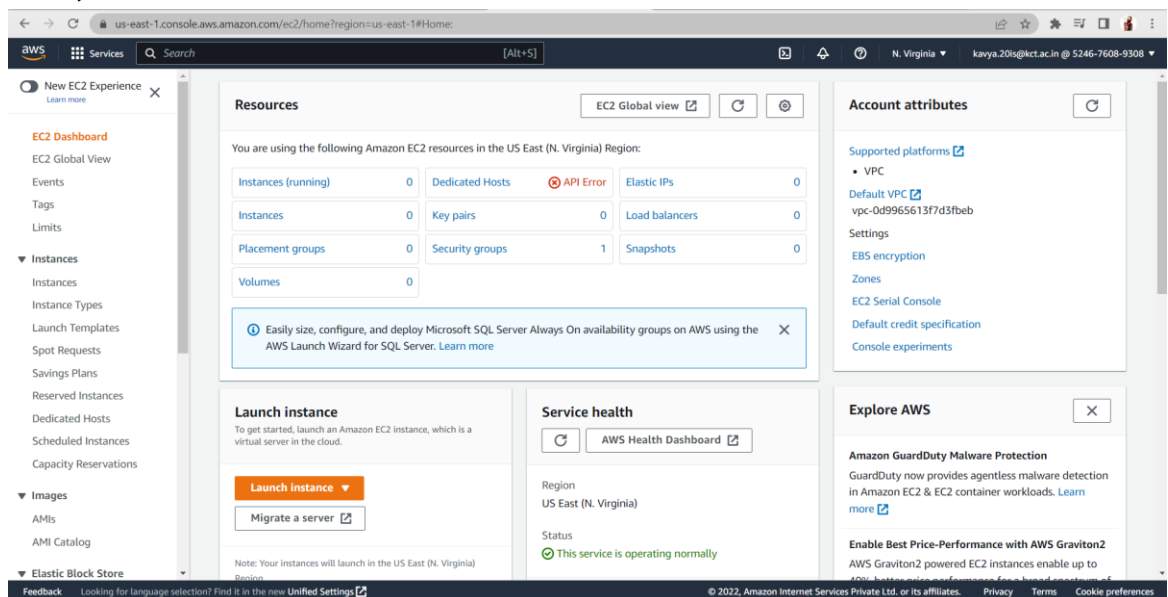 us-east-1.console.aws.amazon.com/ec2/home?region=us-east-1#Home:
aws Services Search [Alt+S] N. Virginia ▼ kavya.20is@kct.ac.in @ 5246-7608-9308 ▼
New EC2 Experience
Learn more
EC2 Dashboard
EC2 Global View
Events
Tags
Limits
▼ Instances
Instances
Instance Types
Launch Templates
Spot Requests
Savings Plans
Reserved Instances
Dedicated Hosts
Scheduled Instances
Capacity Reservations
▼ Images
AMIs
AMI Catalog
▼ Elastic Block Store
Resources
EC2 Global view
You are using the following Amazon EC2 resources in the US East (N. Virginia) Region:
Instances (running) 0 Dedicated Hosts API Error Elastic IPs 0
Instances 0 Key pairs 0 Load balancers 0
Placement groups 0 Security groups 1 Snapshots 0
Volumes 0
Easily size, configure, and deploy Microsoft SQL Server Always On availability groups on AWS using the
AWS Launch Wizard for SQL Server. Learn more
Launch instance
To get started, launch an Amazon EC2 instance, which is a
virtual server in the cloud.
Launch instance ▼
Migrate a server
Note: Your instances will launch in the US East (N. Virginia)
Region
Service health
AWS Health Dashboard
Region
US East (N. Virginia)
Status
This service is operating normally
Account attributes
Supported platforms
• VPC
Default VPC
vpc-0d9965613f7d3fbeb
Settings
EBS encryption
Zones
EC2 Serial Console
Default credit specification
Console experiments
Explore AWS
Amazon GuardDuty Malware Protection
GuardDuty now provides agentless malware detection
in Amazon EC2 & EC2 container workloads. Learn
more
Enable Best Price-Performance with AWS Graviton2
AWS Graviton2 powered EC2 instances enable up to
40% better price performance for a broad spectrum of
Feedback Looking for language selection? Find it in the new Unified Settings © 2022, Amazon Internet Services Private Ltd. or its affiliates. Privacy Terms Cookie preferences